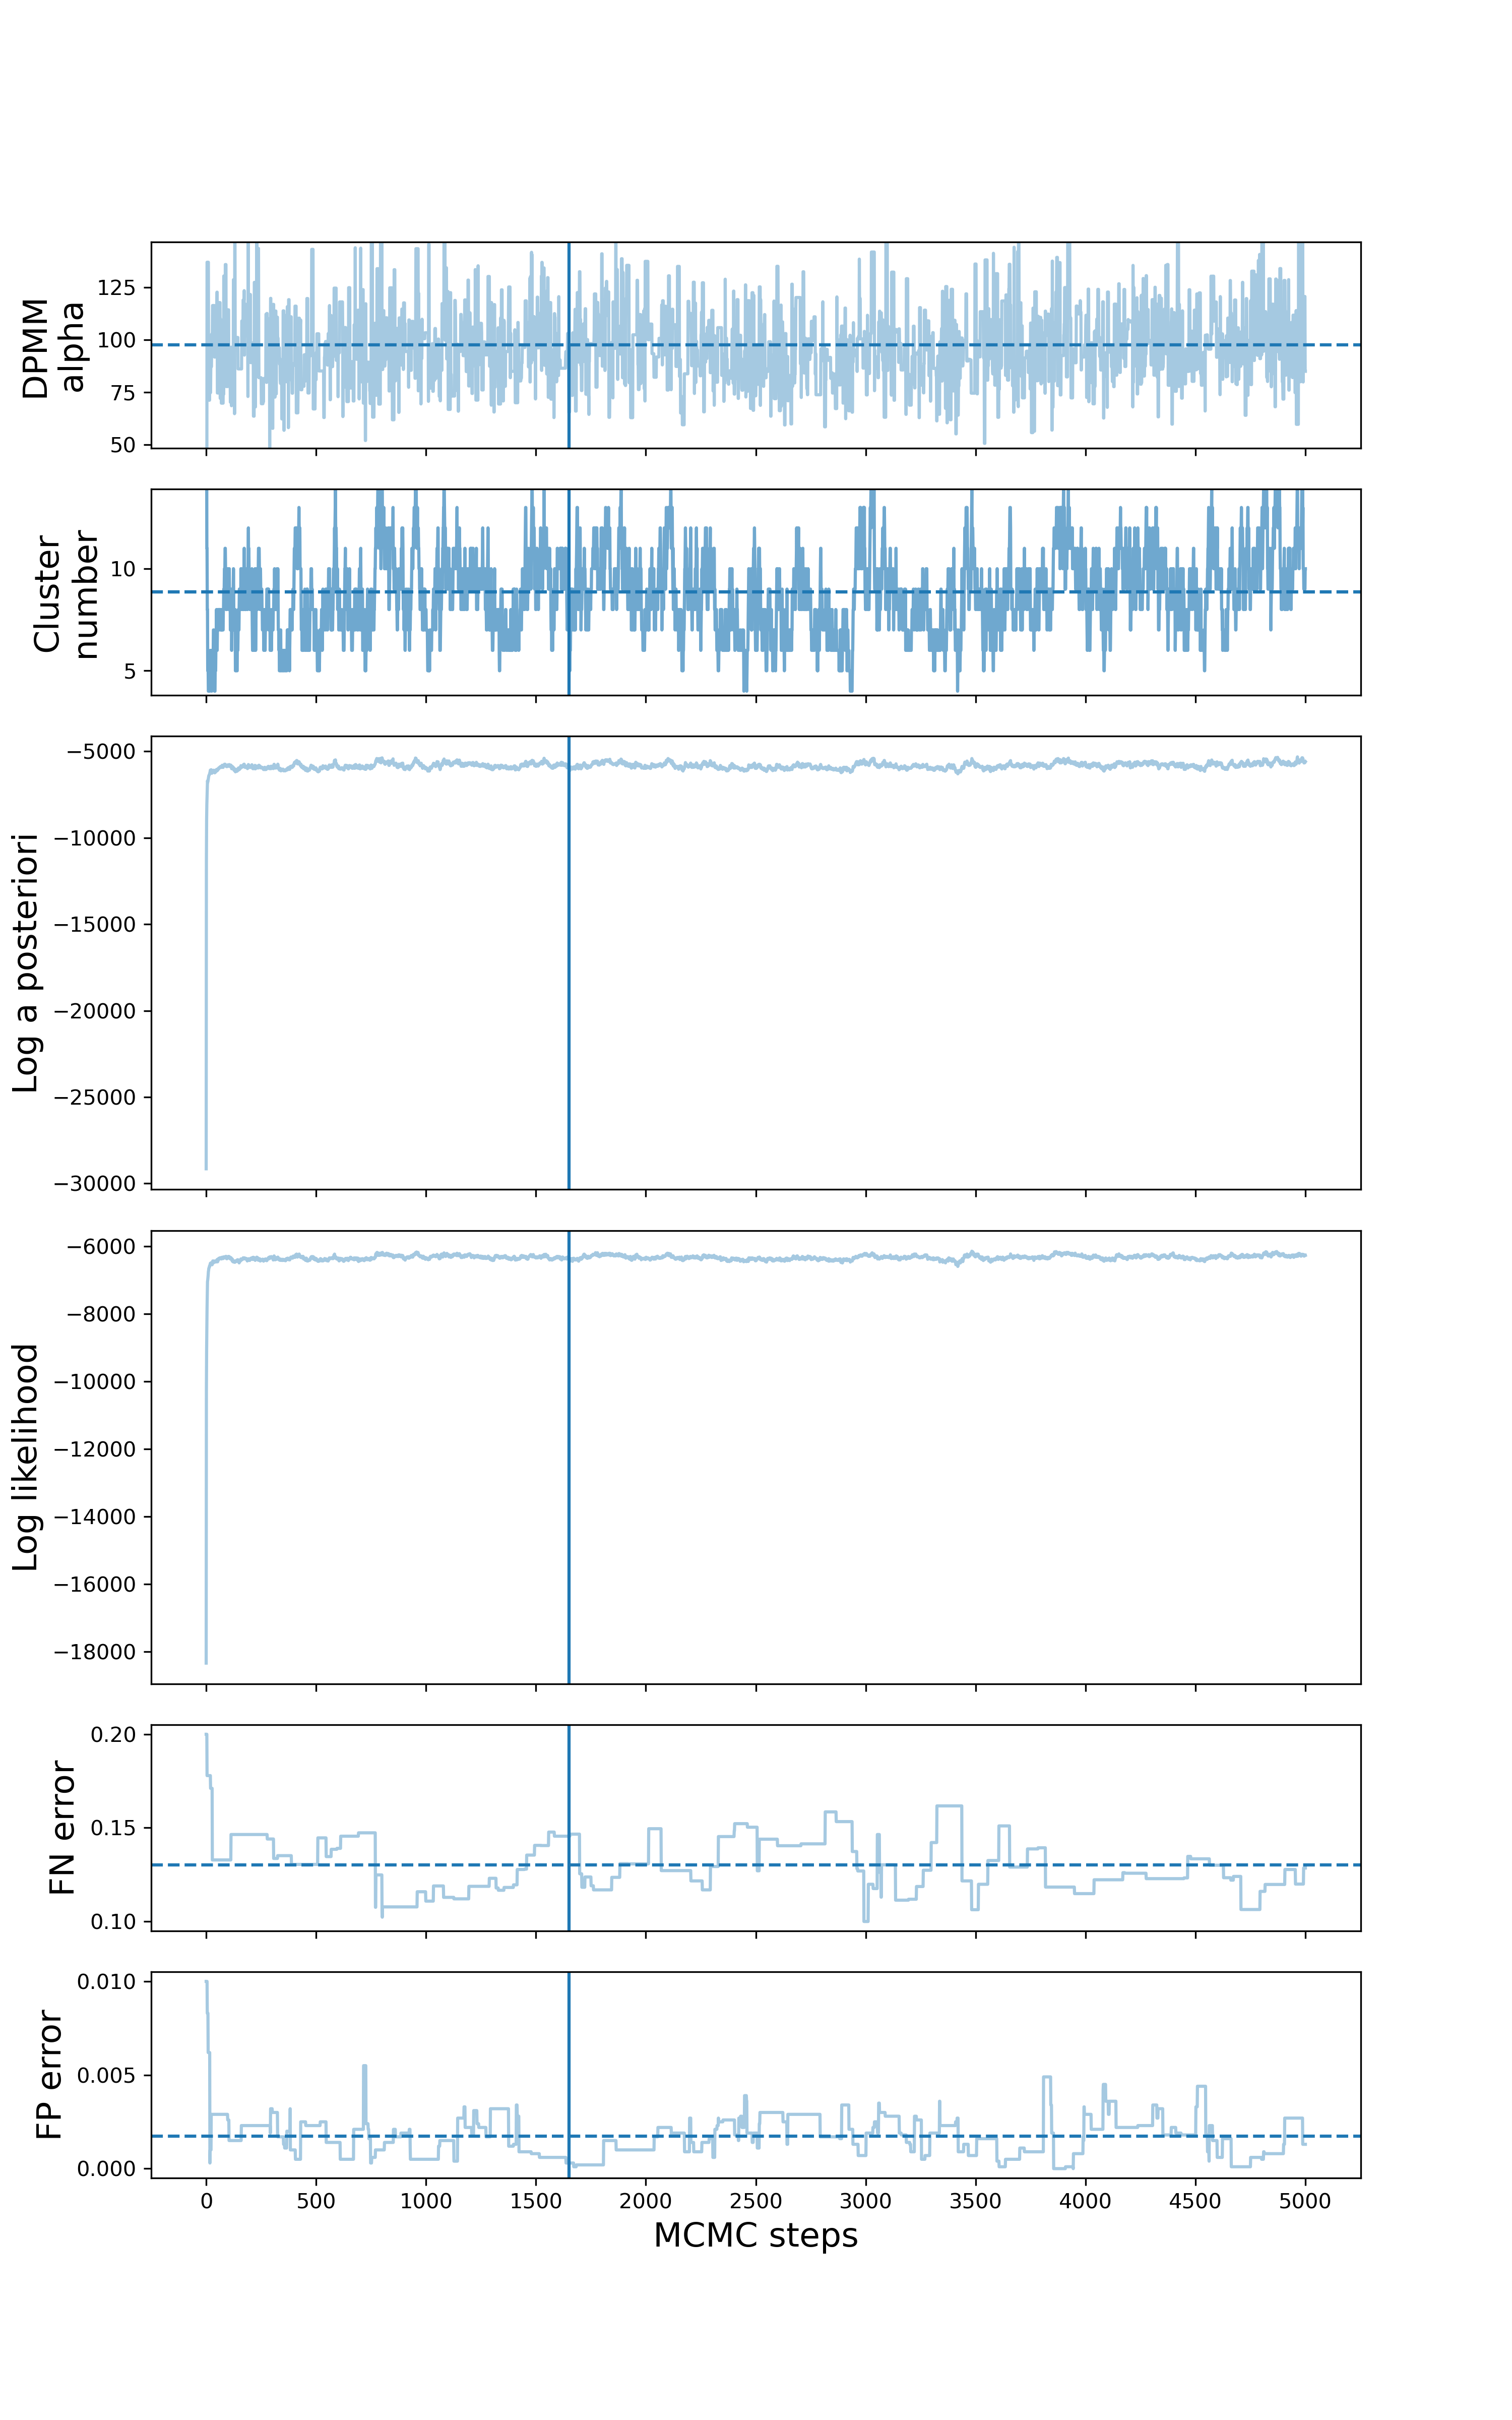 DPMM
alpha
125
100
75
50
Cluster
number
10
5
Log a posteriori
−5000
−10000
−15000
−20000
−25000
−30000
Log likelihood
−6000
−8000
−10000
−12000
−14000
−16000
−18000
FN error
0.20
0.15
0.10
FP error
0.010
0.005
0.000
0 500 1000 1500 2000 2500 3000 3500 4000 4500 5000
MCMC steps